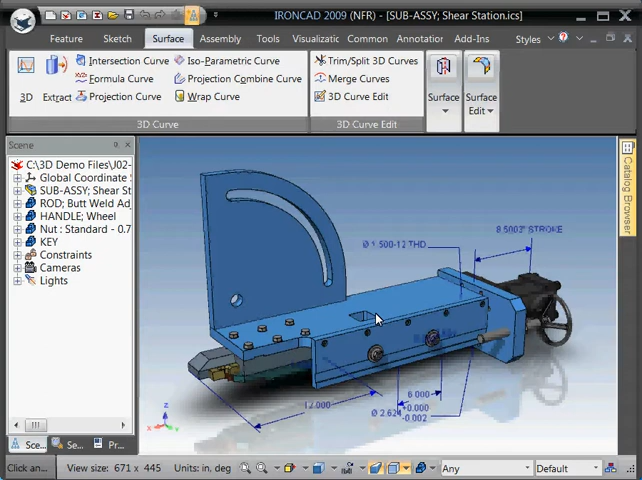 IRONCAD 2009 (NFR) - [SUB-ASSY; Shear Station.ics]
Feature Sketch Surface Assembly Tools Visualizatic Common Annotation Add-Ins Styles
Intersection Curve Iso-Parametric Curve Trim/Split 3D Curves
Formula Curve Projection Combine Curve Merge Curves
3D Extract Projection Curve Wrap Curve 3D Curve Edit Surface Surface Edit
3D Curve 3D Curve Edit
Scene
C:\3D Demo Files\J02-
Global Coordinate
SUB-ASSY; Shear St
ROD; Butt Weld Ad
HANDLE; Wheel
Nut : Standard - 0.7
KEY
Constraints
Cameras
Lights
Catalog Browser
8.5003" STROKE
Ø 1.500-12 THD
6.000
12.000
Ø 2.624 +0.000 -0.002
Z
Y
X
Sce... Se... Pr...
Click an... View size: 671 x 445 Units: in, deg Any Default